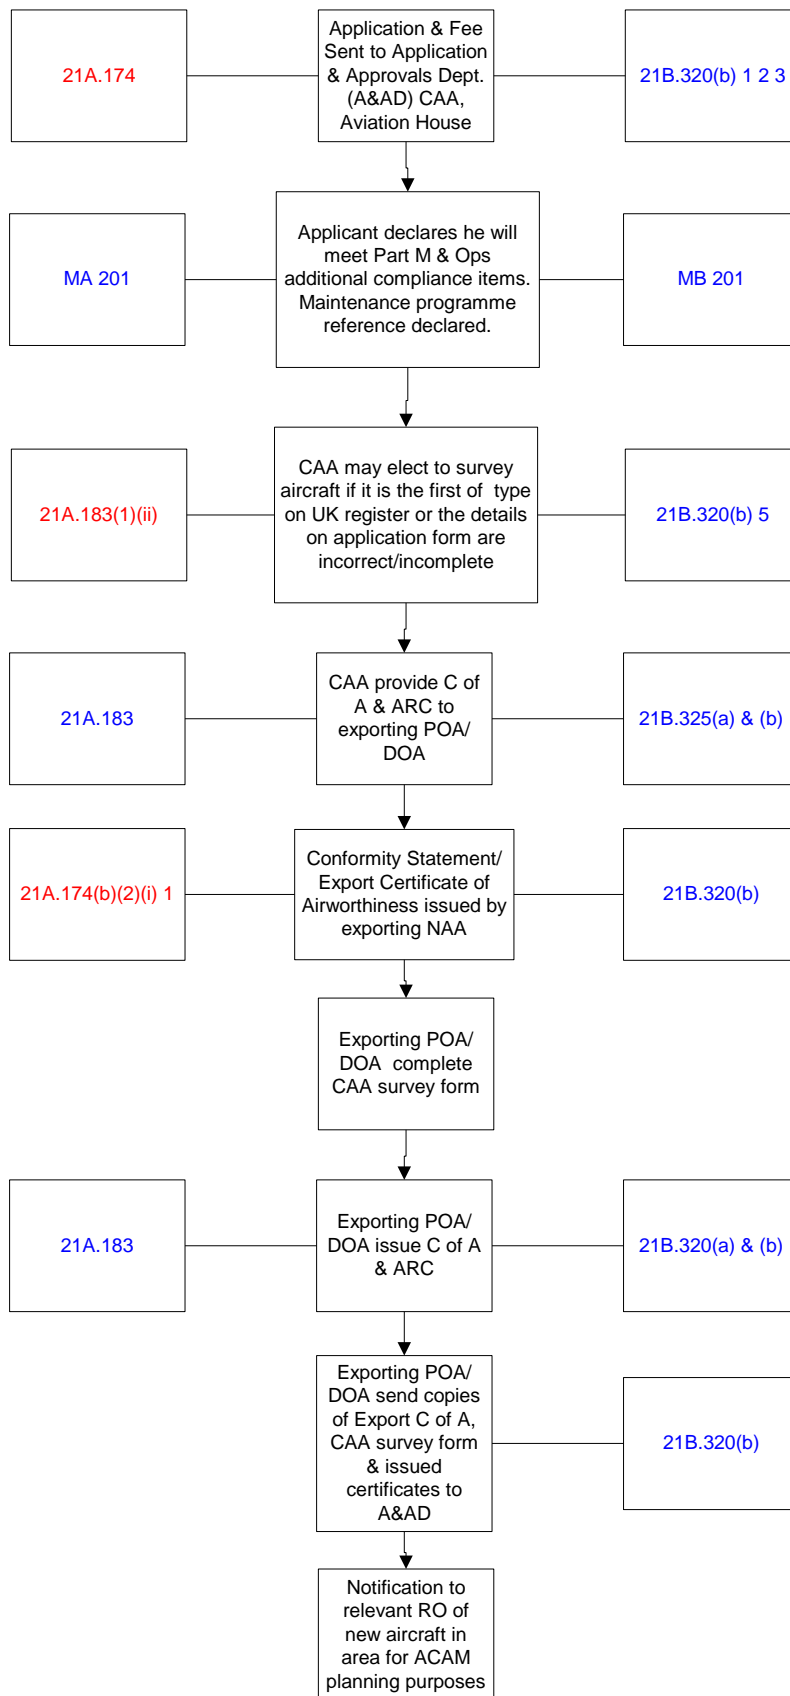 21A.174
Application & Fee
Sent to Application
& Approvals Dept.
(A&AD) CAA,
Aviation House
21B.320(b) 1 2 3
MA 201
Applicant declares he will
meet Part M & Ops
additional compliance items.
Maintenance programme
reference declared.
MB 201
21A.183(1)(ii)
CAA may elect to survey
aircraft if it is the first of type
on UK register or the details
on application form are
incorrect/incomplete
21B.320(b) 5
21A.183
CAA provide C of
A & ARC to
exporting POA/
DOA
21B.325(a) & (b)
21A.174(b)(2)(i) 1
Conformity Statement/
Export Certificate of
Airworthiness issued by
exporting NAA
21B.320(b)
Exporting POA/
DOA complete
CAA survey form
21A.183
Exporting POA/
DOA issue C of A
& ARC
21B.320(a) & (b)
Exporting POA/
DOA send copies
of Export C of A,
CAA survey form
& issued
certificates to
A&AD
21B.320(b)
Notification to
relevant RO of
new aircraft in
area for ACAM
planning purposes